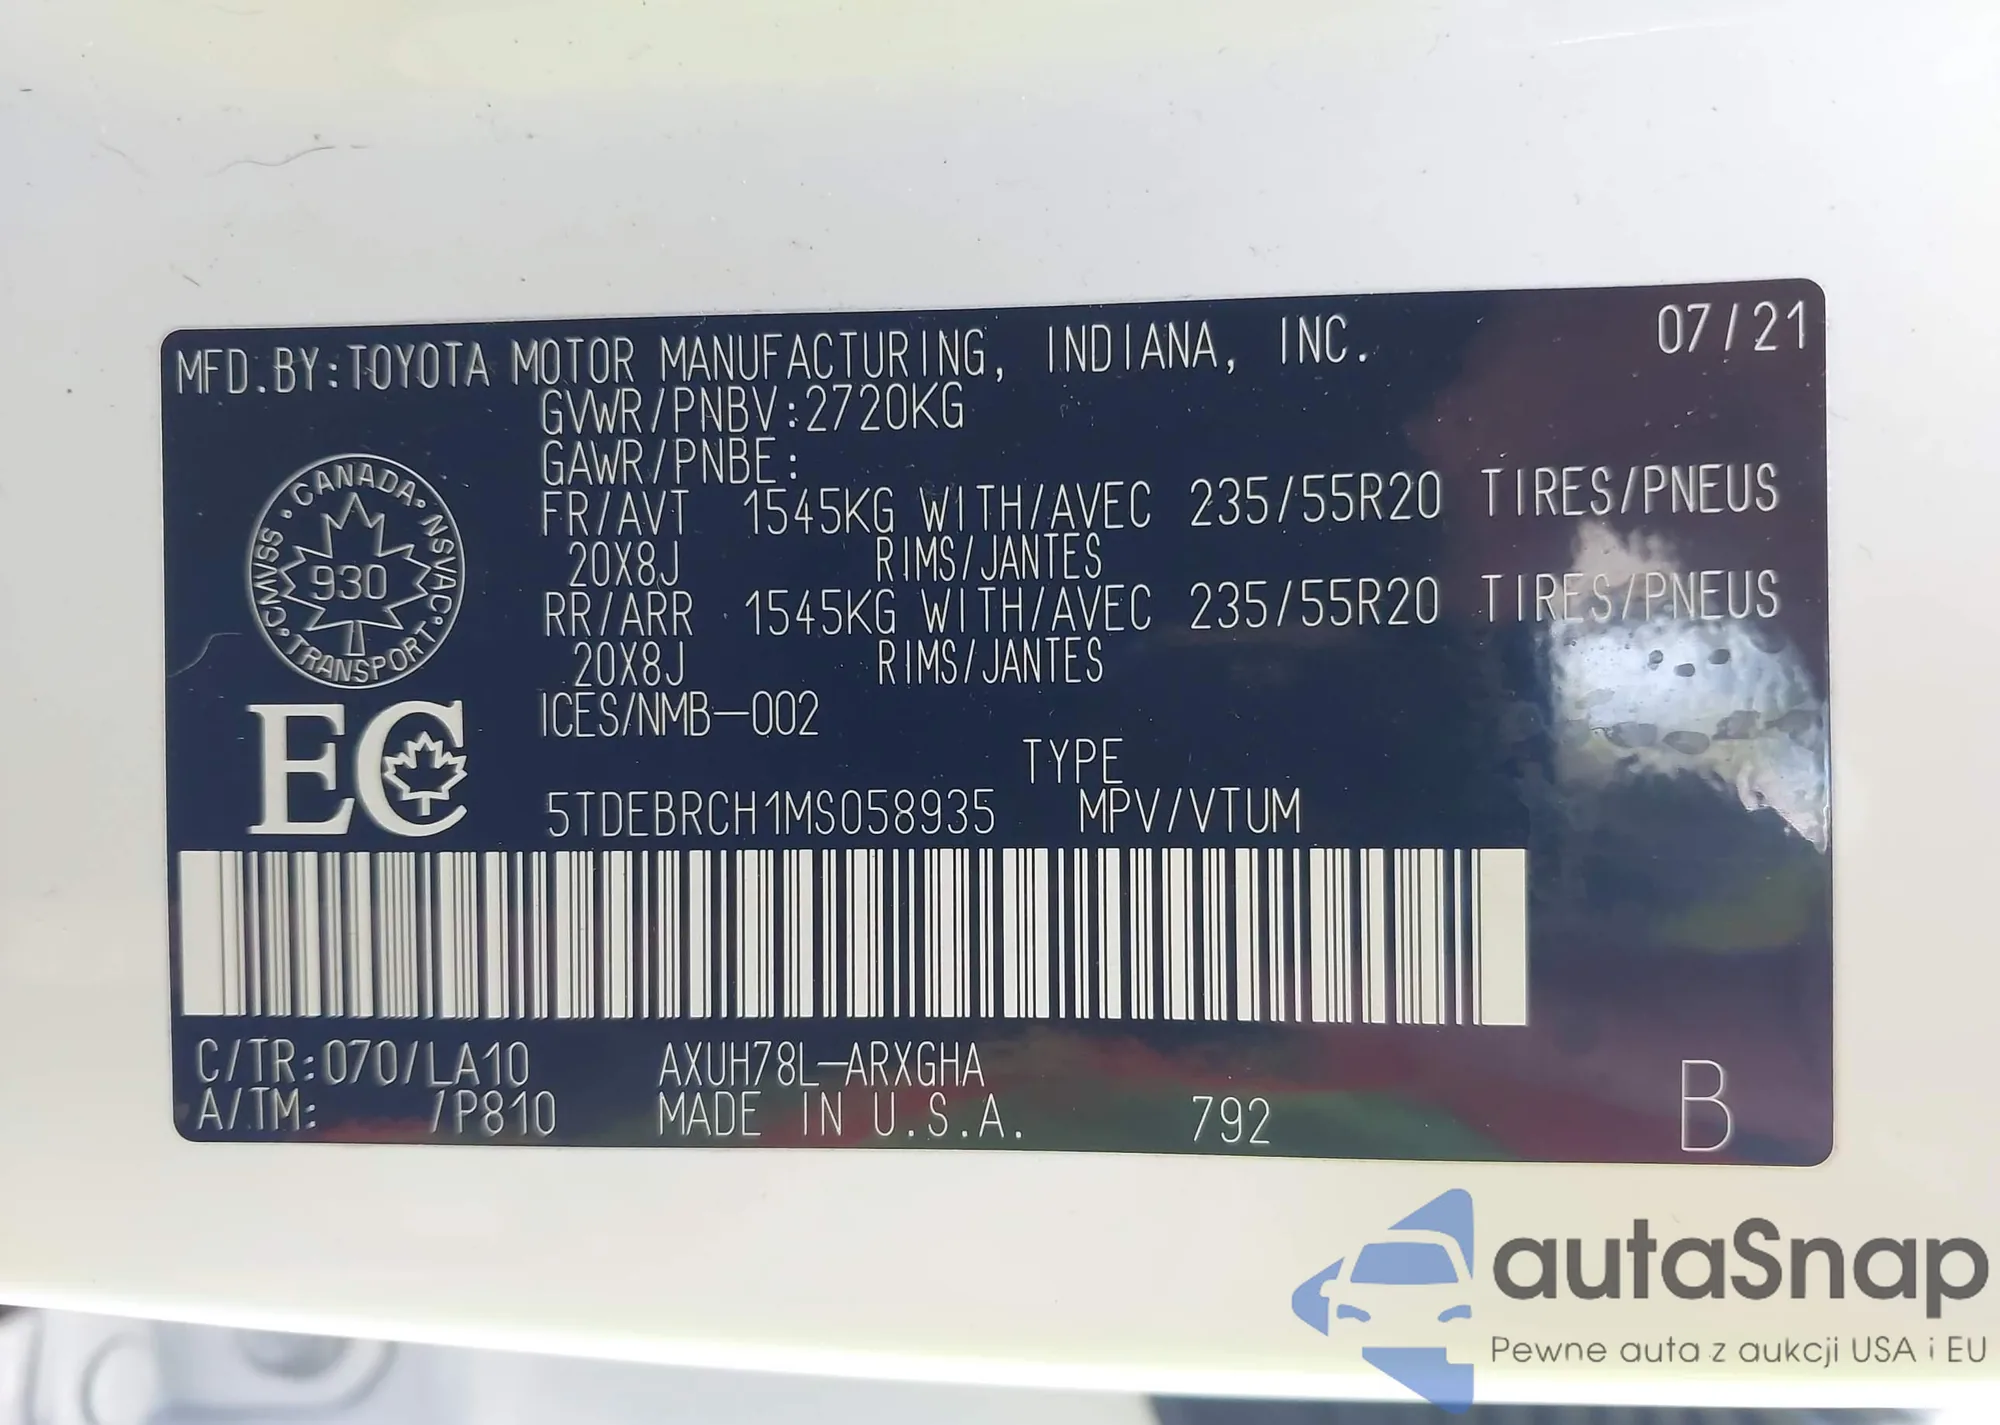 MFD.BY:TOYOTA MOTOR MANUFACTURING, INDIANA, INC. 07/21
GVWR/PNBV:2720KG
GAWR/PNBE:
FR/AVT 1545KG WITH/AVEC 235/55R20 TIRES/PNEUS
20X8J RIMS/JANTES
RR/ARR 1545KG WITH/AVEC 235/55R20 TIRES/PNEUS
20X8J RIMS/JANTES
ICES/NMB-002
CANADA • NSVAC • TRANSPORT • CMVSS •
930
EC
TYPE
5TDEBRCH1MS058935 MPV/VTUM
C/TR:070/LA10 AXUH78L-ARXGHA
A/TM: /P810 MADE IN U.S.A. 792 B
autaSnap
Pewne auta z aukcji USA i EU